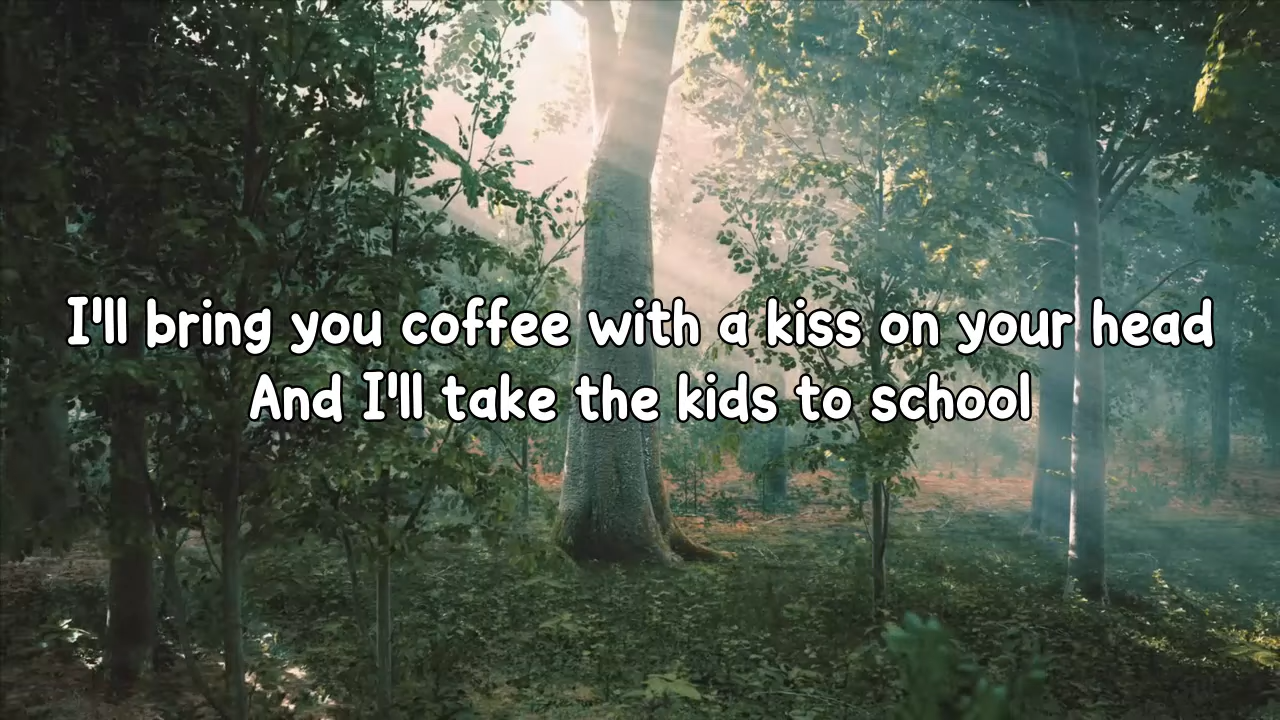 I'll bring you coffee with a kiss on your head
And I'll take the kids to school